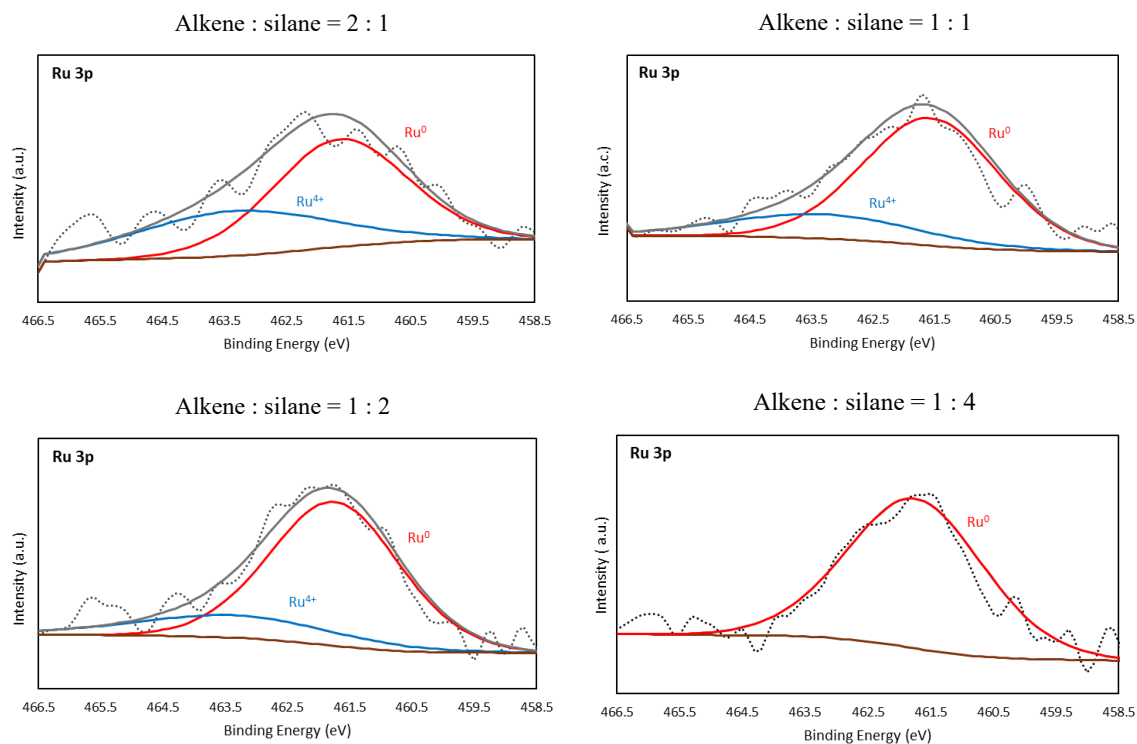 Alkene : silane = 2 : 1
Ru 3p
Ru⁰
Ru⁴⁺
Intensity (a.u.)
466.5 465.5 464.5 463.5 462.5 461.5 460.5 459.5 458.5
Binding Energy (eV)
Alkene : silane = 1 : 1
Ru 3p
Ru⁰
Ru⁴⁺
Intensity (a.c.)
466.5 465.5 464.5 463.5 462.5 461.5 460.5 459.5 458.5
Binding Energy (eV)
Alkene : silane = 1 : 2
Ru 3p
Ru⁰
Ru⁴⁺
Intensity (a.u.)
466.5 465.5 464.5 463.5 462.5 461.5 460.5 459.5 458.5
Binding Energy (eV)
Alkene : silane = 1 : 4
Ru 3p
Ru⁰
Intensity ( a.u.)
466.5 465.5 464.5 463.5 462.5 461.5 460.5 459.5 458.5
Binding Energy (eV)